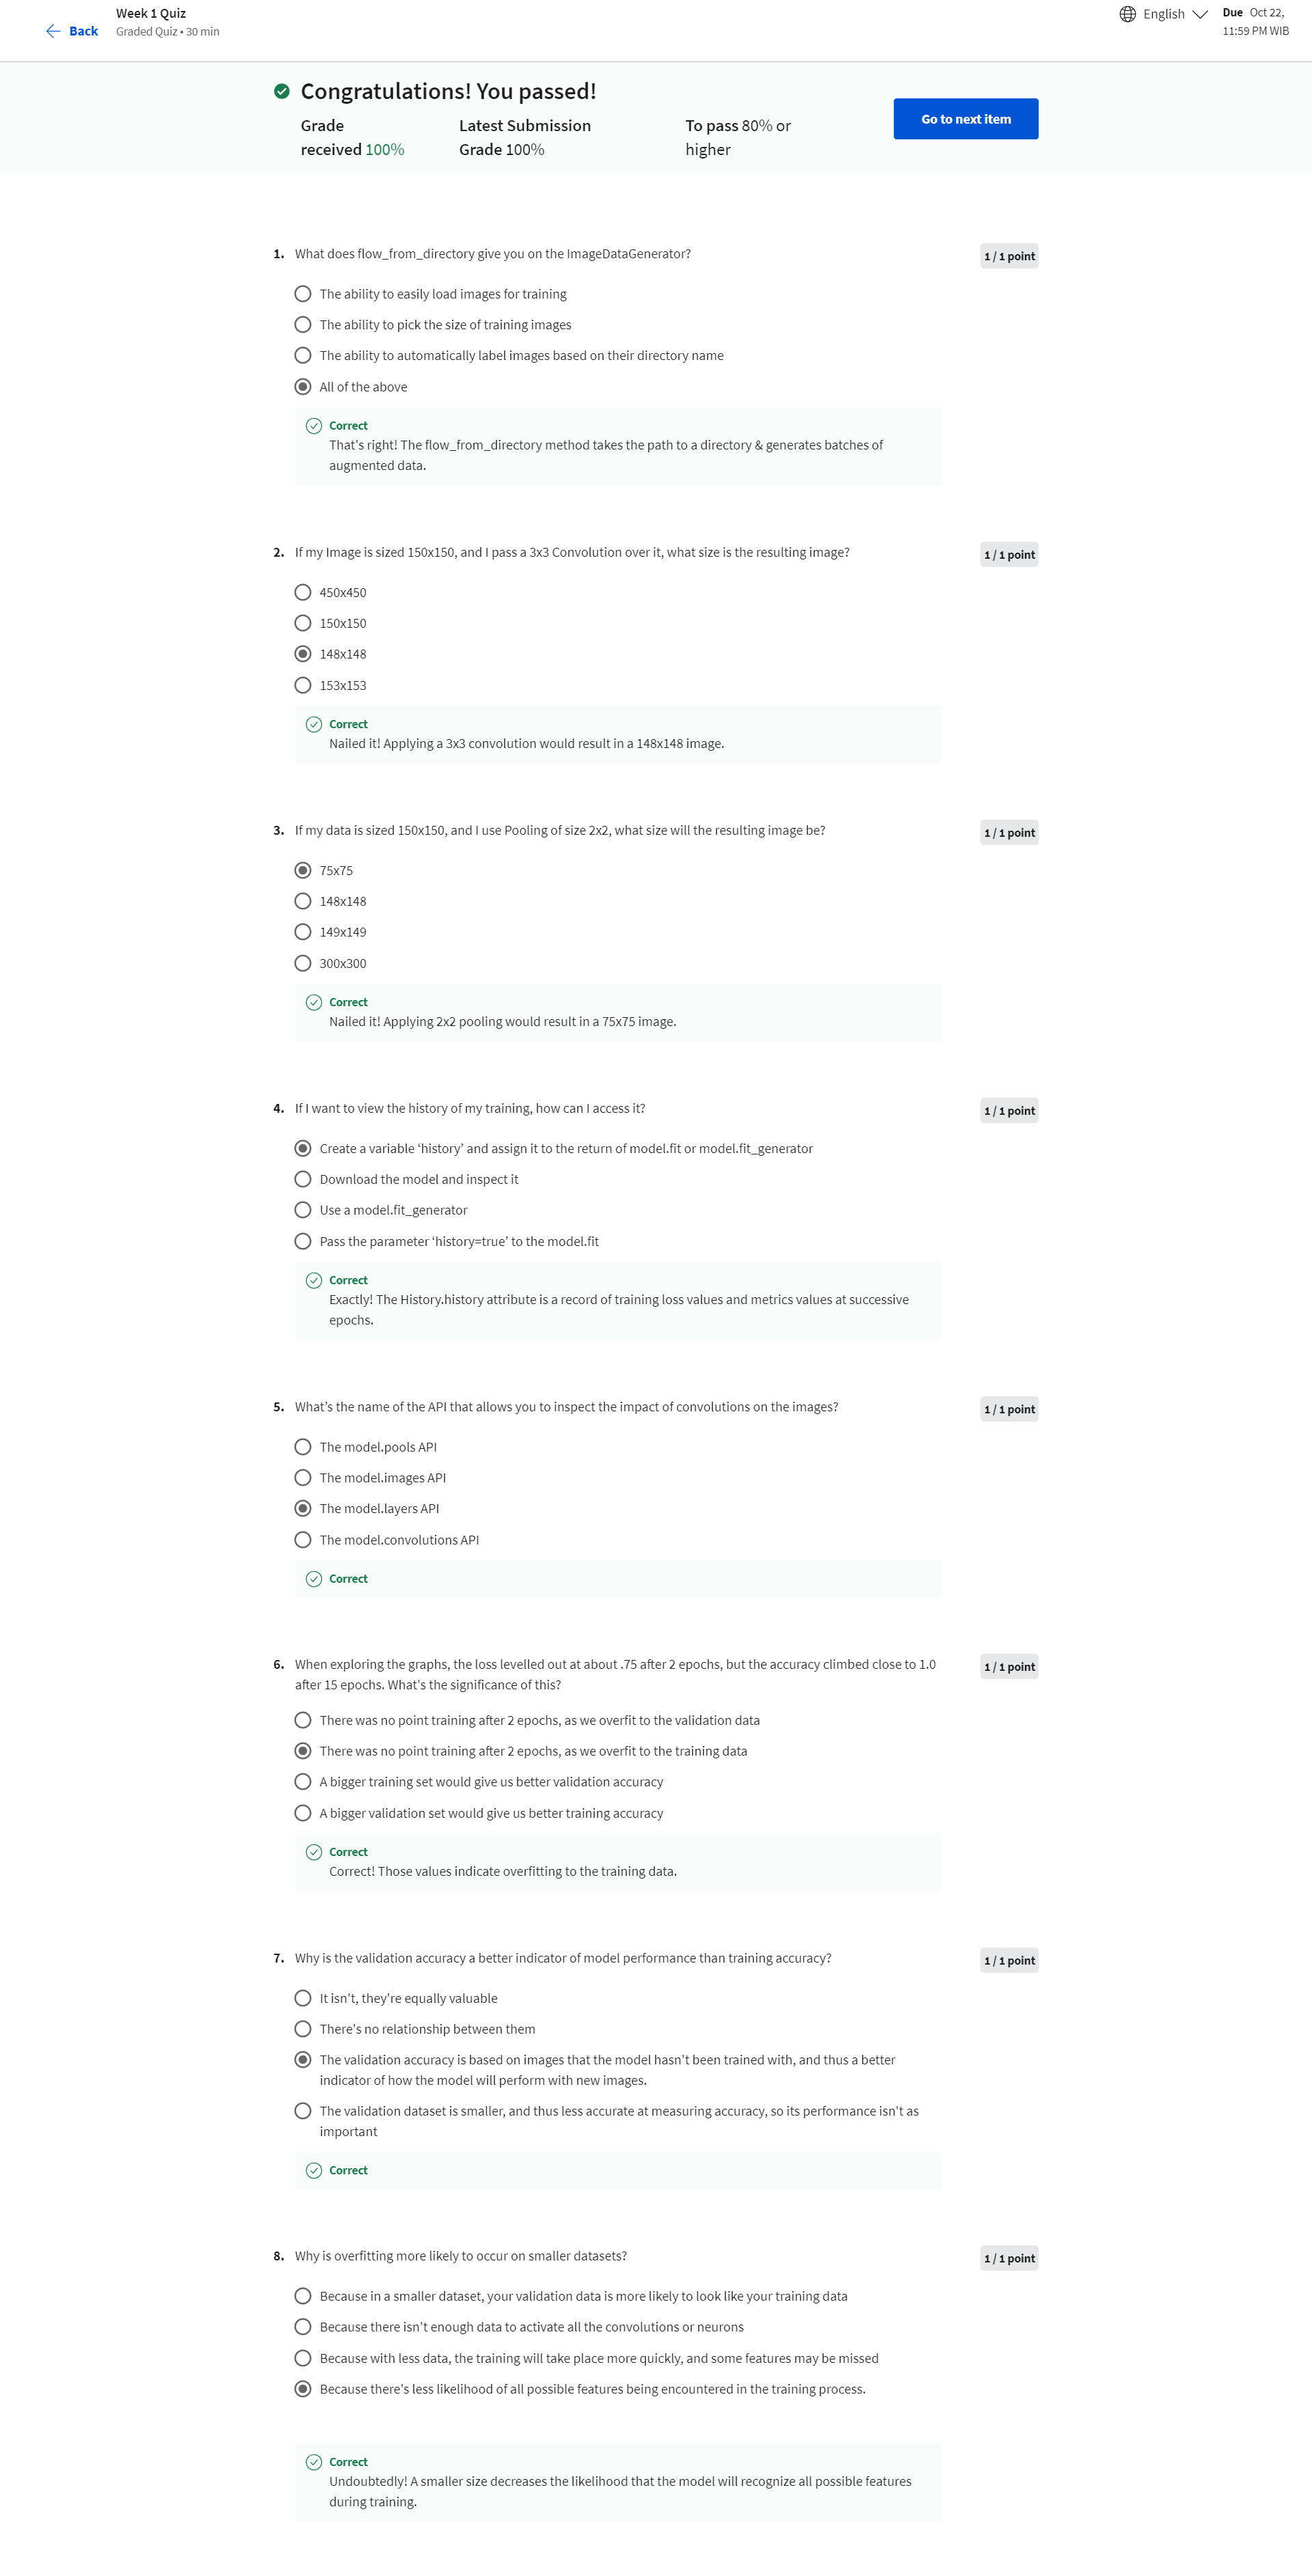 Back
Week 1 Quiz
Graded Quiz • 30 min
English
Due Oct 22,
11:59 PM WIB
Congratulations! You passed!
Grade
received 100%
Latest Submission
Grade 100%
To pass 80% or
higher
Go to next item
1. What does flow_from_directory give you on the ImageDataGenerator?
1 / 1 point
The ability to easily load images for training
The ability to pick the size of training images
The ability to automatically label images based on their directory name
All of the above
Correct
That's right! The flow_from_directory method takes the path to a directory & generates batches of
augmented data.
2. If my Image is sized 150x150, and I pass a 3x3 Convolution over it, what size is the resulting image?
1 / 1 point
450x450
150x150
148x148
153x153
Correct
Nailed it! Applying a 3x3 convolution would result in a 148x148 image.
3. If my data is sized 150x150, and I use Pooling of size 2x2, what size will the resulting image be?
1 / 1 point
75x75
148x148
149x149
300x300
Correct
Nailed it! Applying 2x2 pooling would result in a 75x75 image.
4. If I want to view the history of my training, how can I access it?
1 / 1 point
Create a variable ‘history’ and assign it to the return of model.fit or model.fit_generator
Download the model and inspect it
Use a model.fit_generator
Pass the parameter ‘history=true’ to the model.fit
Correct
Exactly! The History.history attribute is a record of training loss values and metrics values at successive
epochs.
5. What’s the name of the API that allows you to inspect the impact of convolutions on the images?
1 / 1 point
The model.pools API
The model.images API
The model.layers API
The model.convolutions API
Correct
6. When exploring the graphs, the loss levelled out at about .75 after 2 epochs, but the accuracy climbed close to 1.0
after 15 epochs. What's the significance of this?
1 / 1 point
There was no point training after 2 epochs, as we overfit to the validation data
There was no point training after 2 epochs, as we overfit to the training data
A bigger training set would give us better validation accuracy
A bigger validation set would give us better training accuracy
Correct
Correct! Those values indicate overfitting to the training data.
7. Why is the validation accuracy a better indicator of model performance than training accuracy?
1 / 1 point
It isn't, they're equally valuable
There's no relationship between them
The validation accuracy is based on images that the model hasn't been trained with, and thus a better
indicator of how the model will perform with new images.
The validation dataset is smaller, and thus less accurate at measuring accuracy, so its performance isn't as
important
Correct
8. Why is overfitting more likely to occur on smaller datasets?
1 / 1 point
Because in a smaller dataset, your validation data is more likely to look like your training data
Because there isn't enough data to activate all the convolutions or neurons
Because with less data, the training will take place more quickly, and some features may be missed
Because there's less likelihood of all possible features being encountered in the training process.
Correct
Undoubtedly! A smaller size decreases the likelihood that the model will recognize all possible features
during training.